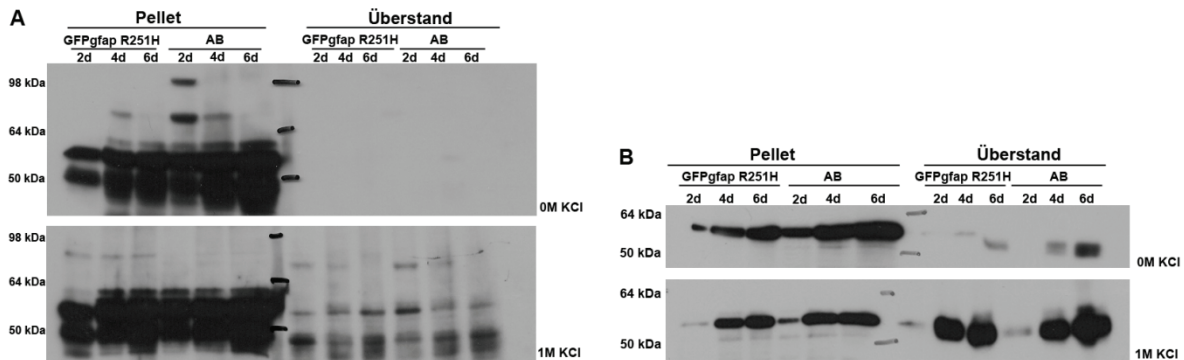 A
Pellet Überstand
GFPgfap R251H AB GFPgfap R251H AB
2d 4d 6d 2d 4d 6d 2d 4d 6d 2d 4d 6d
98 kDa
64 kDa
50 kDa
0M KCl
98 kDa
64 kDa
50 kDa
1M KCl
B
Pellet Überstand
GFPgfap R251H AB GFPgfap R251H AB
2d 4d 6d 2d 4d 6d 2d 4d 6d 2d 4d 6d
64 kDa
50 kDa
0M KCl
64 kDa
50 kDa
1M KCl